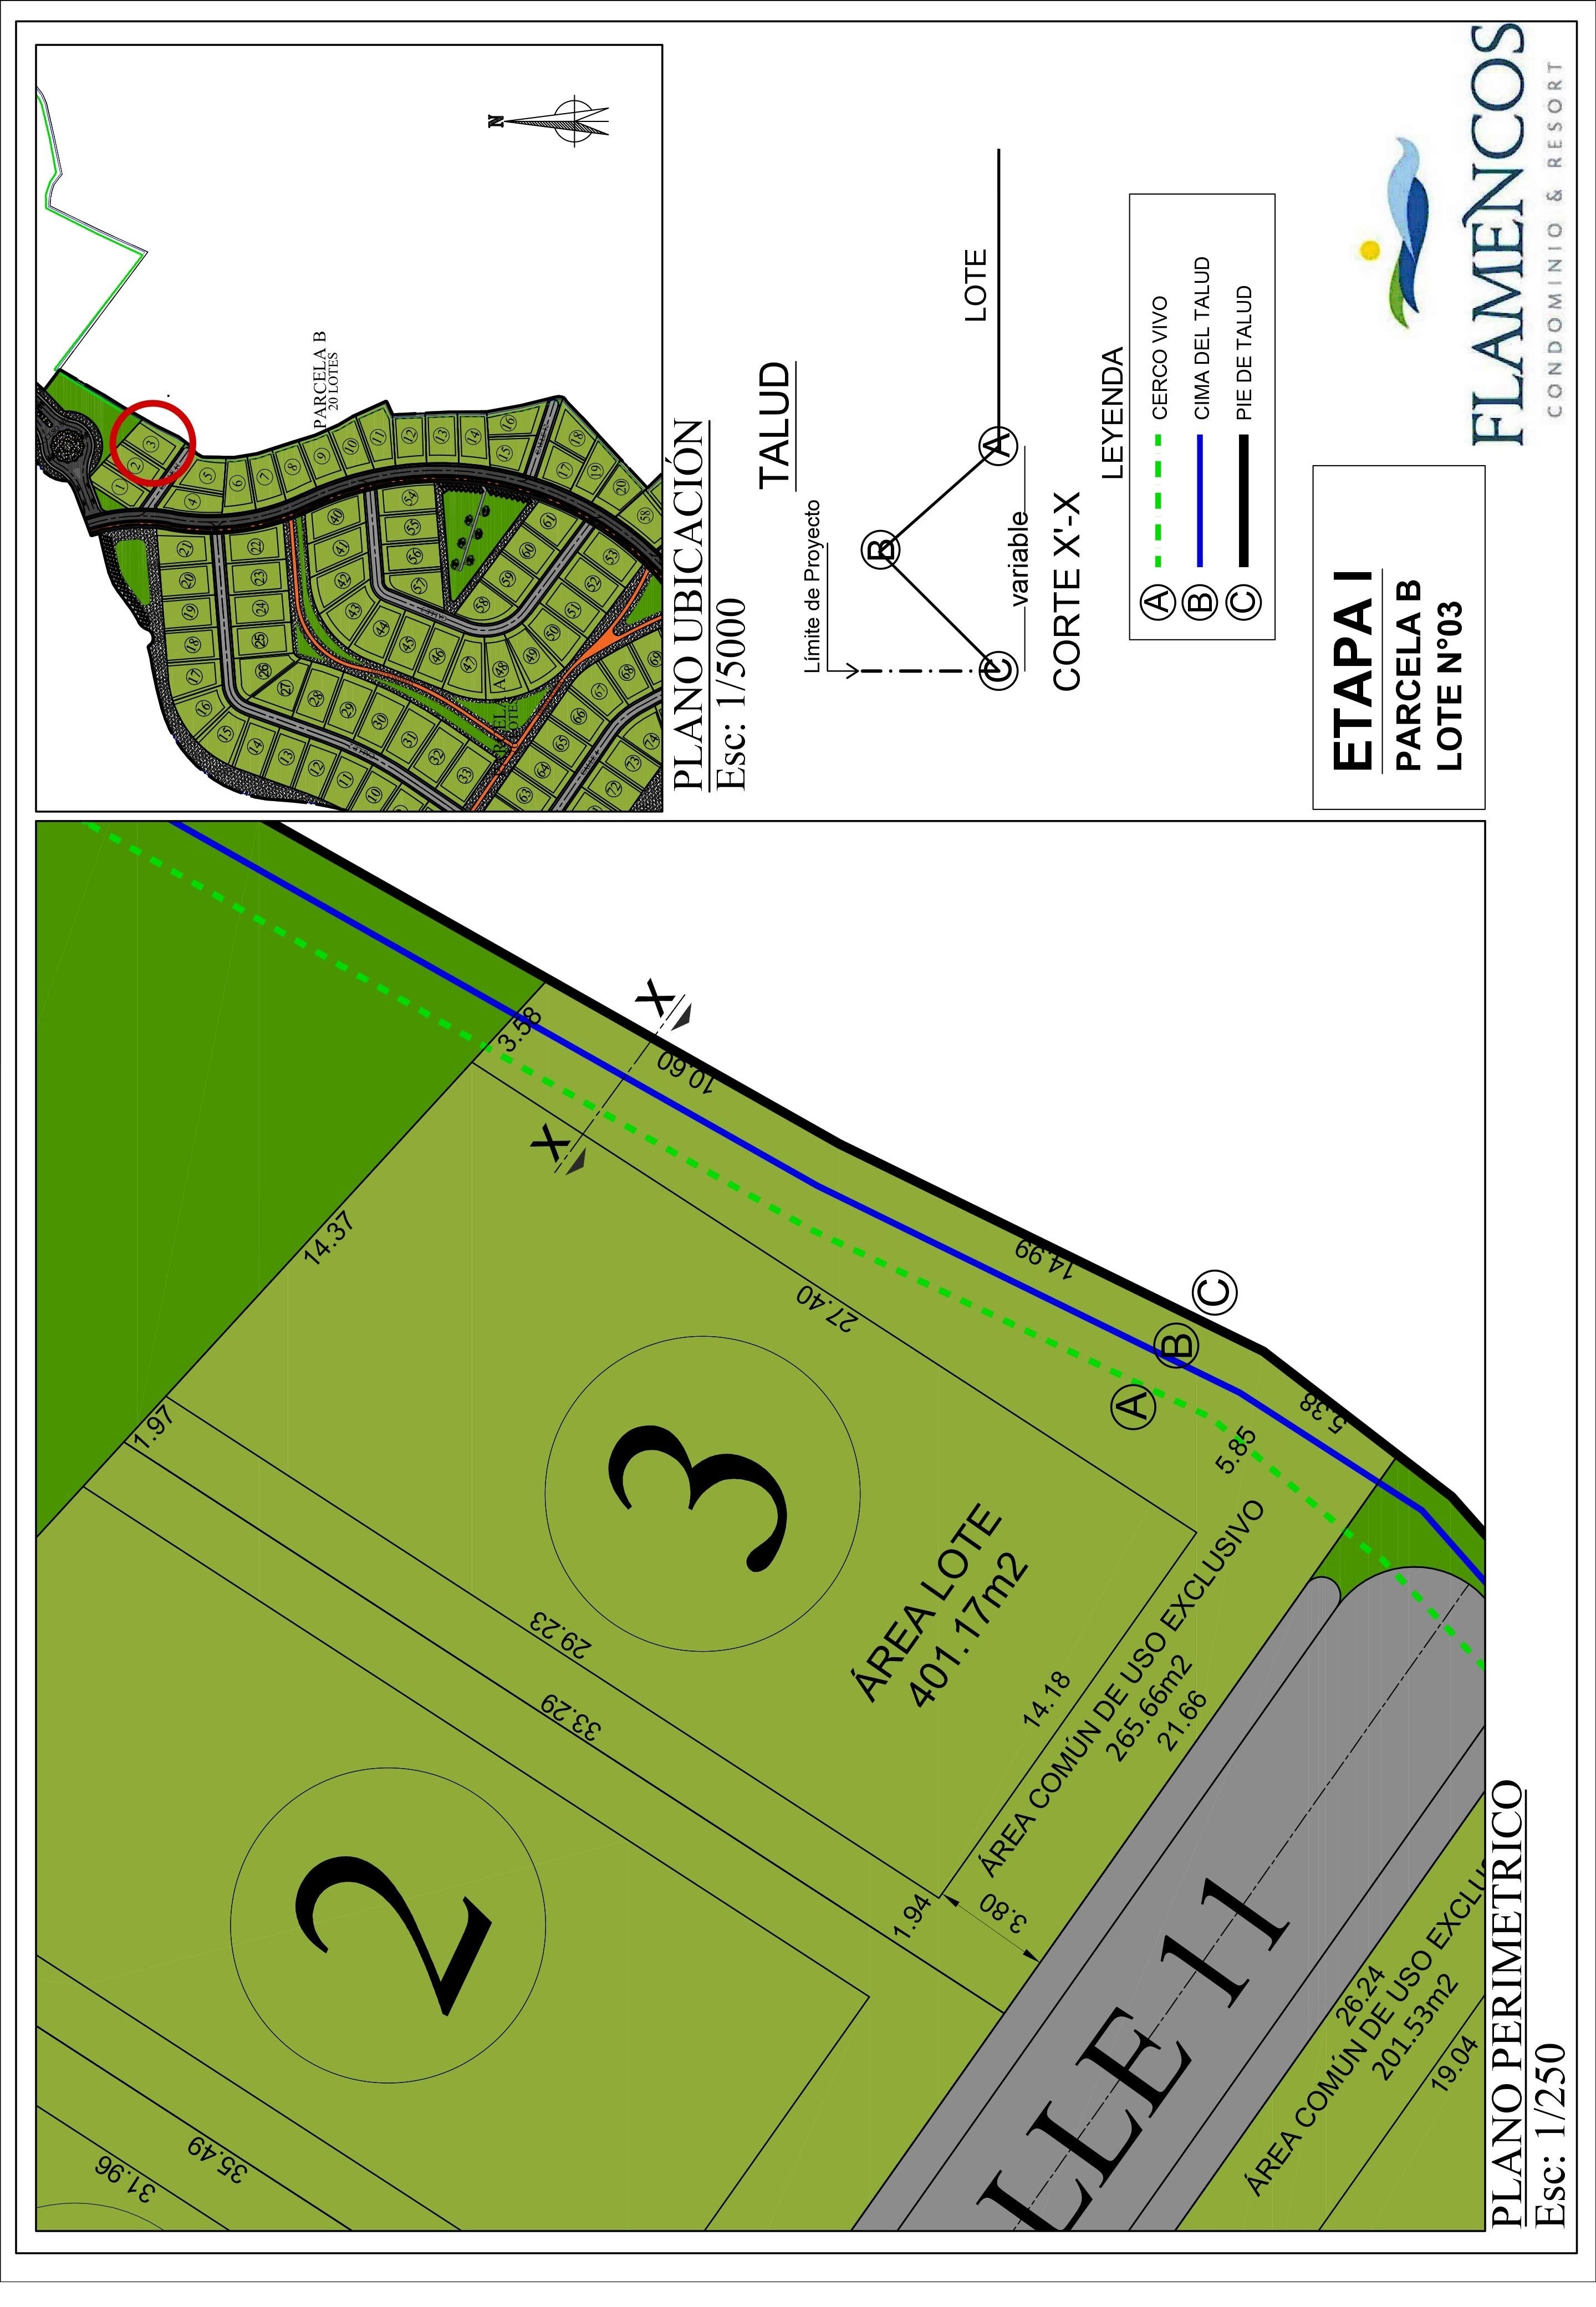 2
3
ÁREA LOTE
401.17m2
1.97
14.37
3.58
10.60
27.40
14.99
29.23
33.29
5.85
5.38
14.18
ÁREA COMÚN DE USO EXCLUSIVO
265.66m2
21.66
1.94
3.80
31.96
35.49
LLE 11
26.24
ÁREA COMÚN DE USO EXCLUS
201.53m2
19.04
X
X
A
B
C
PLANO PERIMETRICO
Esc: 1/250
N
PARCELA B
20 LOTES
PLANO UBICACIÓN
Esc: 1/5000
TALUD
Límite de Proyecto
B
C
A
LOTE
variable
CORTE X'-X
LEYENDA
A CERCO VIVO
B CIMA DEL TALUD
C PIE DE TALUD
ETAPA I
PARCELA B
LOTE N°03
FLAMENCOS
CONDOMINIO & RESORT